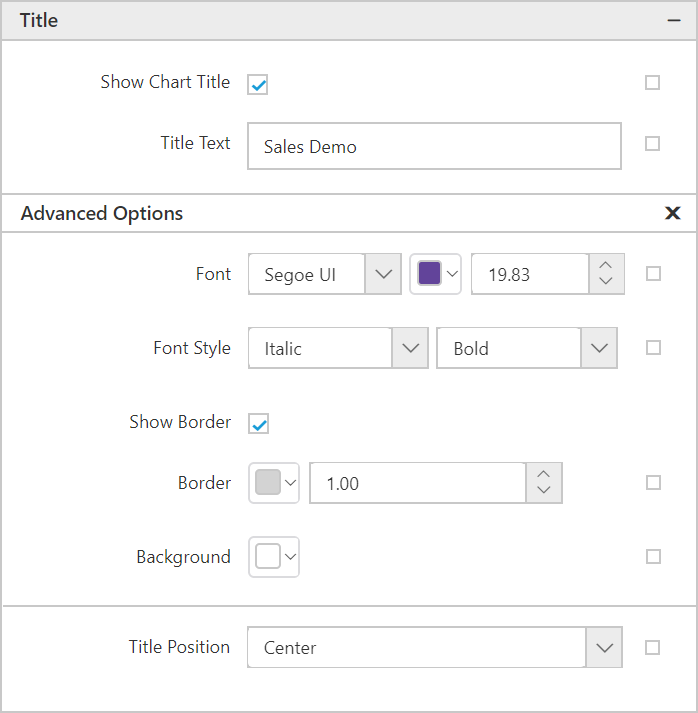 Title
Show Chart Title
Title Text Sales Demo
Advanced Options
Font Segoe UI 19.83
Font Style Italic Bold
Show Border
Border 1.00
Background
Title Position Center